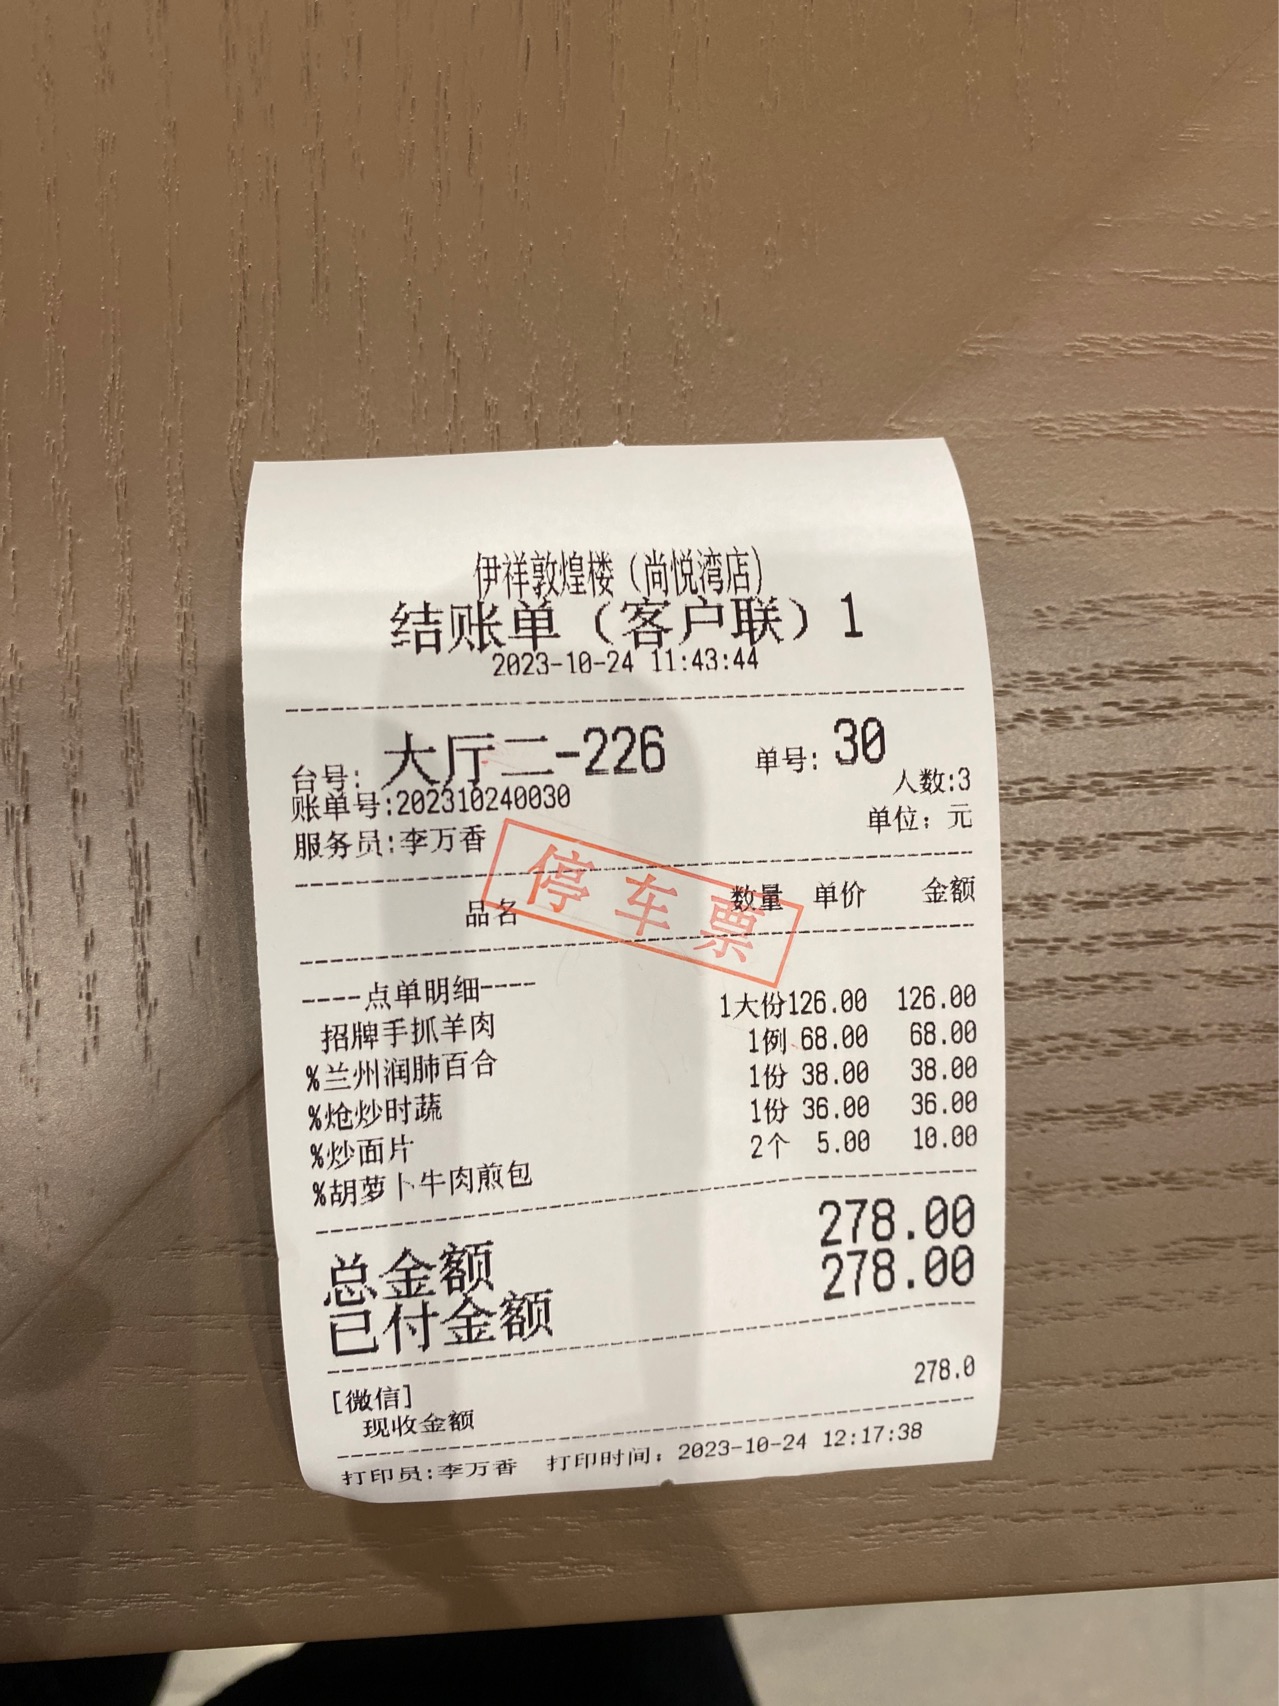 伊祥敦煌楼（尚悦湾店）
结账单（客户联）1
2023-10-24 11:43:44
台号: 大厅二-226 单号: 30
账单号:202310240030 人数:3
服务员:李万香 单位：元
停车票
品名 数量 单价 金额
----点单明细----
招牌手抓羊肉 1大份126.00 126.00
%兰州润肺百合 1例 68.00 68.00
%炝炒时蔬 1份 38.00 38.00
%炒面片 1份 36.00 36.00
%胡萝卜牛肉煎包 2个 5.00 10.00
总金额 278.00
已付金额 278.00
[微信]
现收金额 278.0
打印员:李万香 打印时间: 2023-10-24 12:17:38